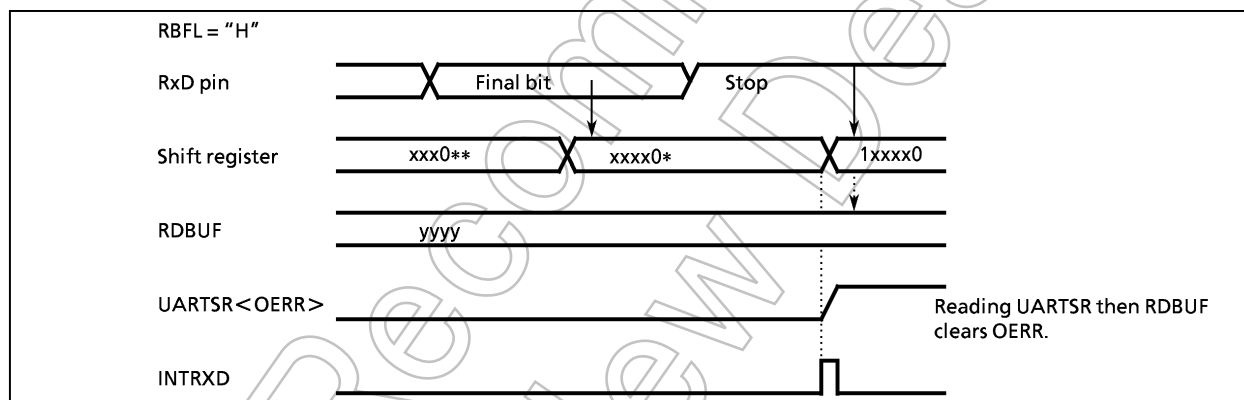 RBFL = “H”
RxD pin
Final bit
Stop
Shift register
xxx0**
xxxx0*
1xxxx0
RDBUF
yyyy
UARTSR<OERR>
Reading UARTSR then RDBUF
clears OERR.
INTRXD